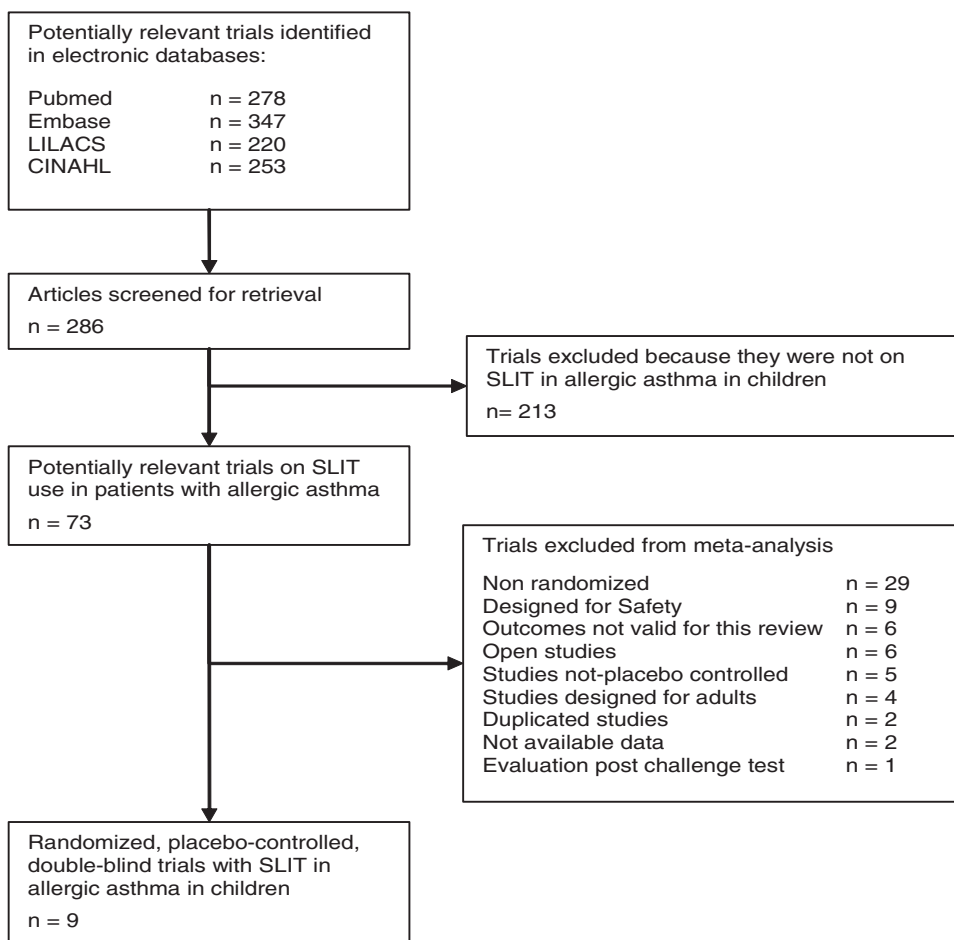 Potentially relevant trials identified
in electronic databases:
Pubmed n = 278
Embase n = 347
LILACS n = 220
CINAHL n = 253
Articles screened for retrieval
n = 286
Trials excluded because they were not on
SLIT in allergic asthma in children
n= 213
Potentially relevant trials on SLIT
use in patients with allergic asthma
n = 73
Trials excluded from meta-analysis
Non randomized n = 29
Designed for Safety n = 9
Outcomes not valid for this review n = 6
Open studies n = 6
Studies not-placebo controlled n = 5
Studies designed for adults n = 4
Duplicated studies n = 2
Not available data n = 2
Evaluation post challenge test n = 1
Randomized, placebo-controlled,
double-blind trials with SLIT in
allergic asthma in children
n = 9